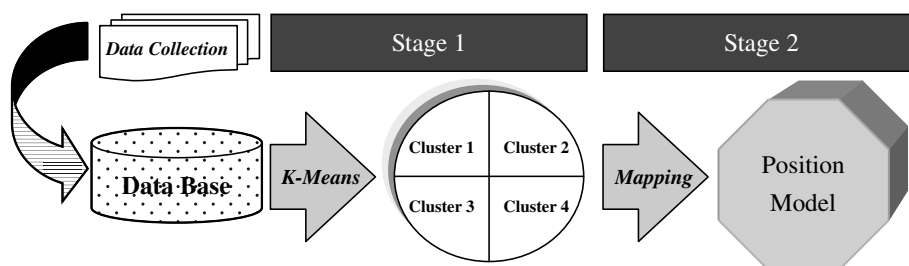 Data Collection
Stage 1
Stage 2
Data Base
K-Means
Cluster 1
Cluster 2
Cluster 3
Cluster 4
Mapping
Position
Model